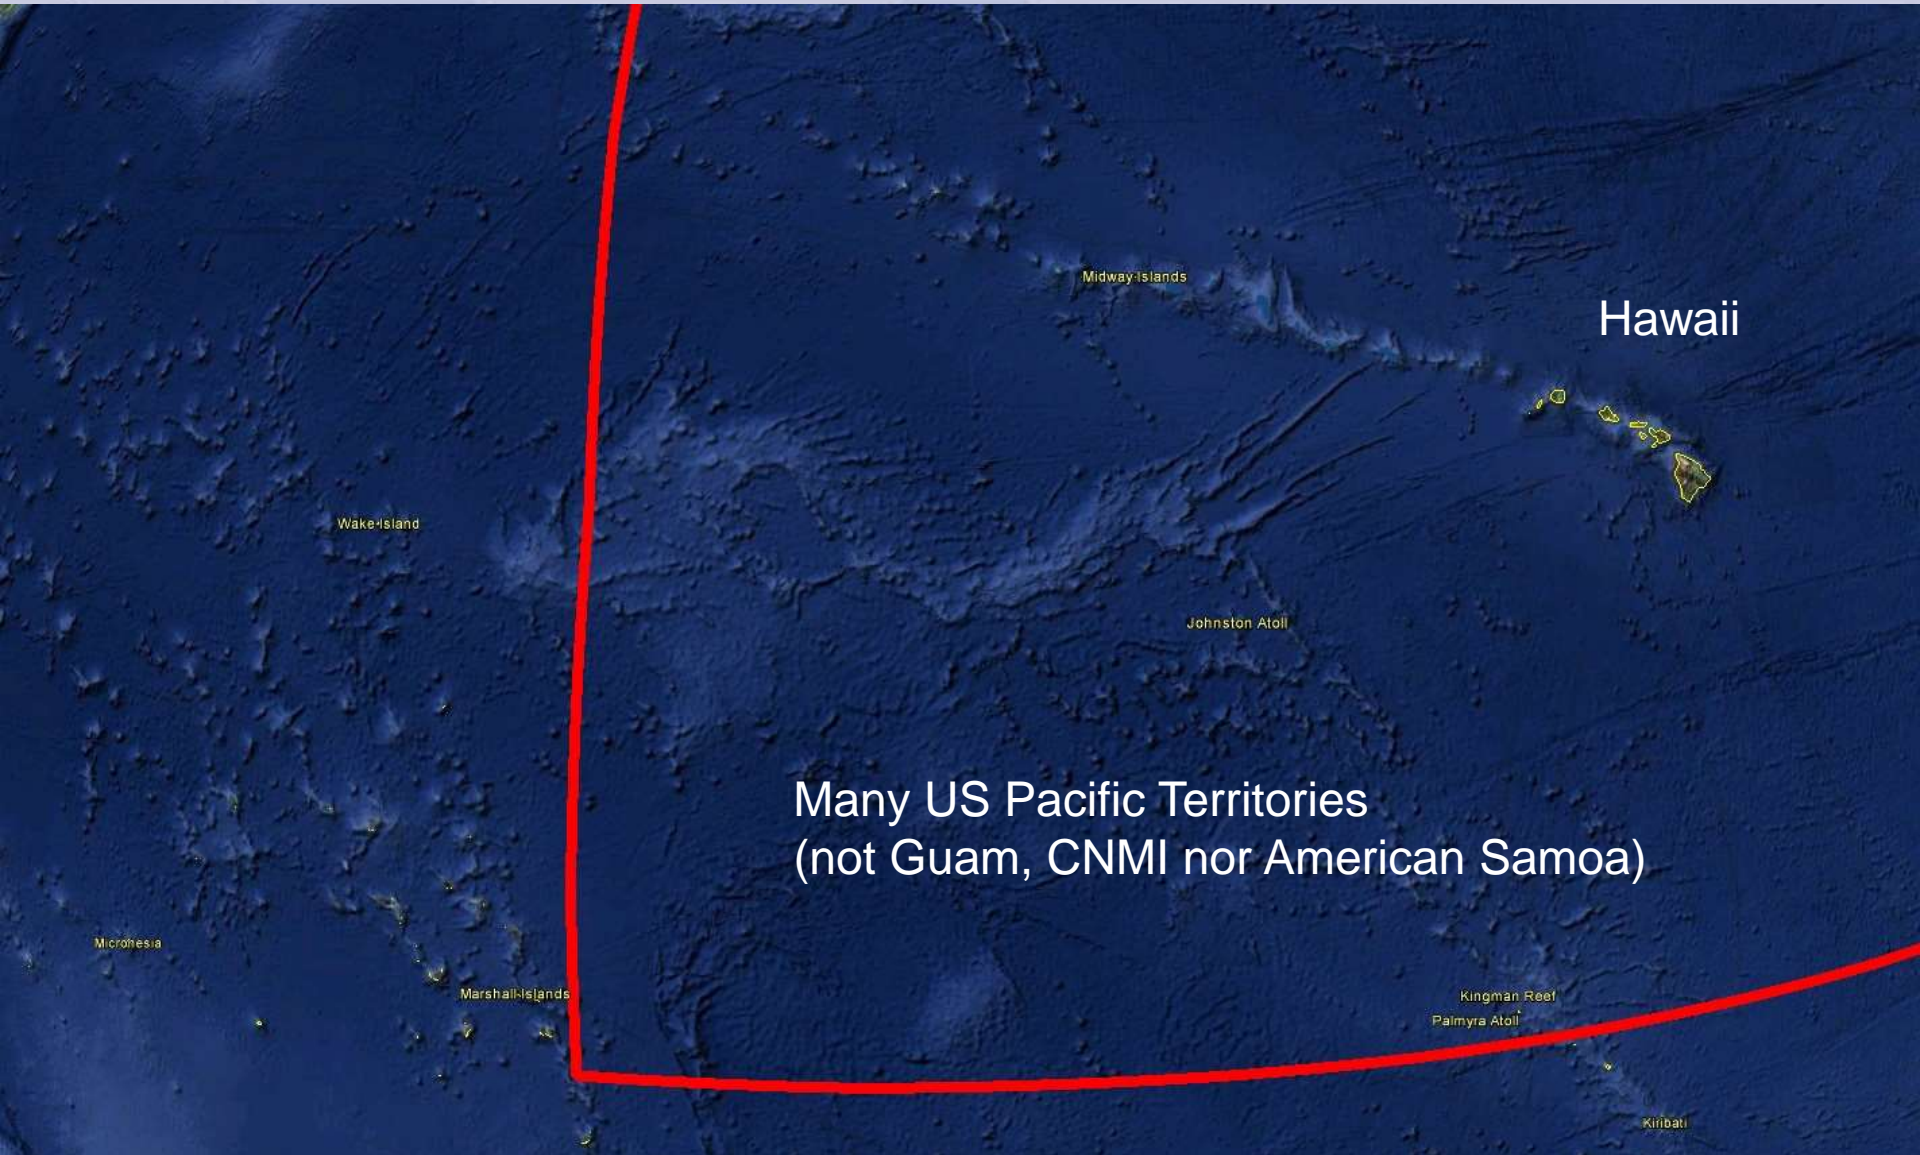 Midway Islands
Hawaii
Wake Island
Johnston Atoll
Many US Pacific Territories
(not Guam, CNMI nor American Samoa)
Micronesia
Marshall Islands
Kingman Reef
Palmyra Atoll
Kiribati